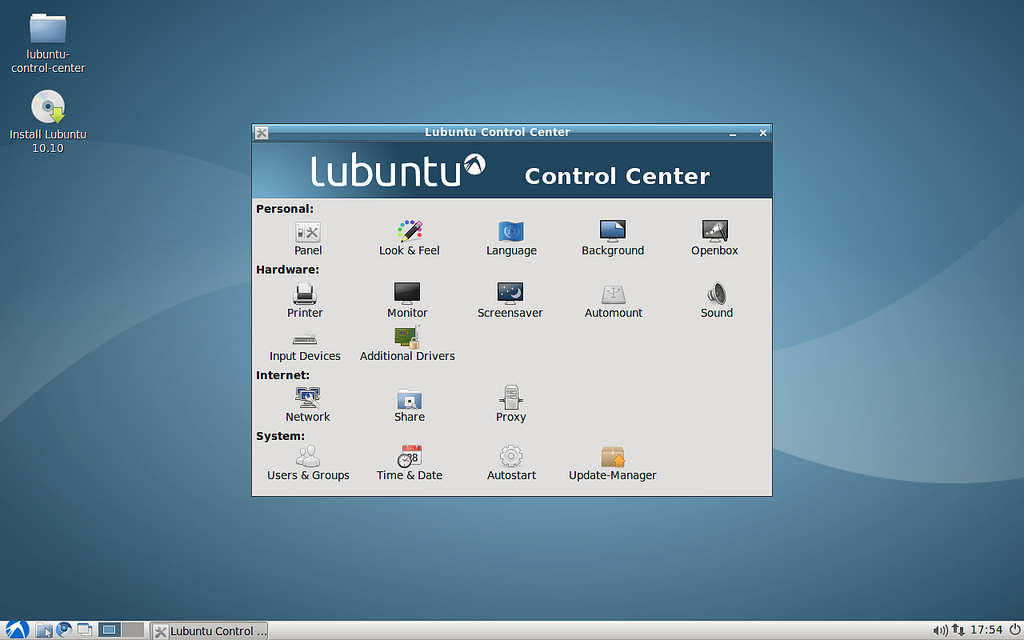 lubuntu-
control-center
Install Lubuntu
10.10
Lubuntu Control Center
lubuntu
Control Center
Personal:
Panel
Look & Feel
Language
Background
Openbox
Hardware:
Printer
Monitor
Screensaver
Automount
Sound
Input Devices
Additional Drivers
Internet:
Network
Share
Proxy
System:
38
Users & Groups
Time & Date
Autostart
Update-Manager
Lubuntu Control ...
17:54